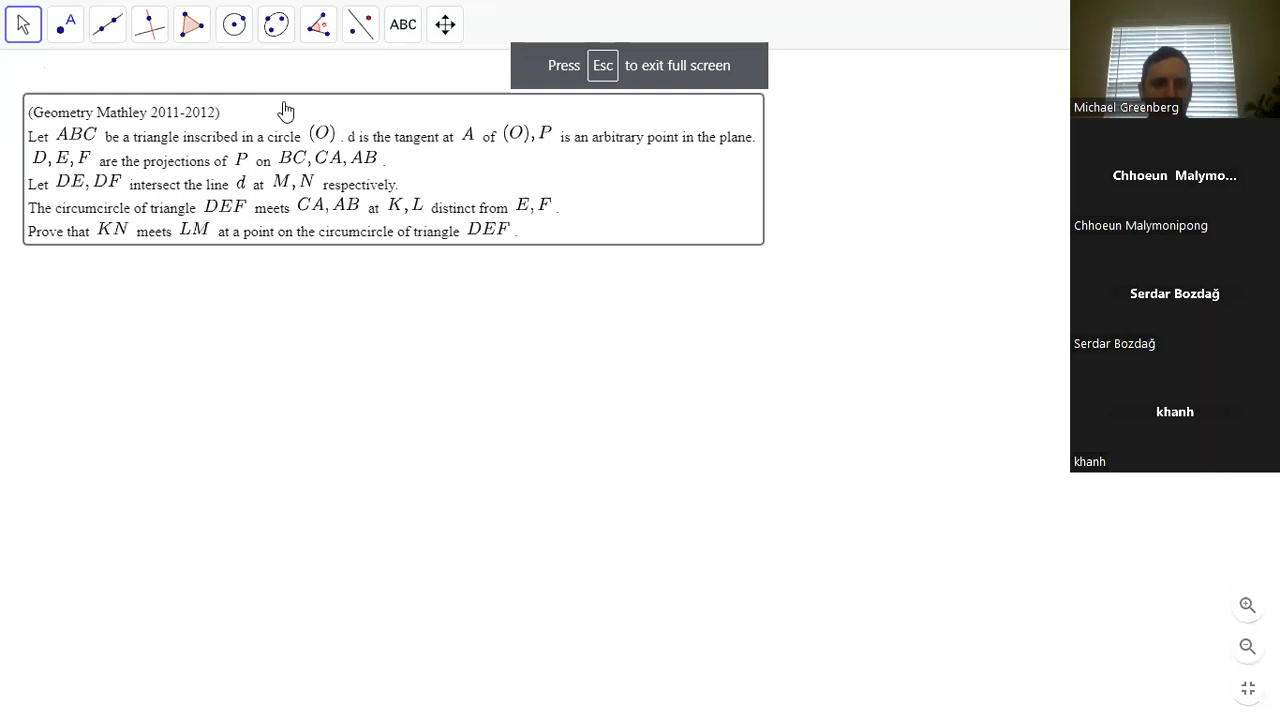 ABC
Press Esc to exit full screen
(Geometry Mathley 2011-2012)
Let ABC be a triangle inscribed in a circle (O) . d is the tangent at A of (O), P is an arbitrary point in the plane.
D, E, F are the projections of P on BC, CA, AB .
Let DE, DF intersect the line d at M, N respectively.
The circumcircle of triangle DEF meets CA, AB at K, L distinct from E, F .
Prove that KN meets LM at a point on the circumcircle of triangle DEF .
Michael Greenberg
Chhoeun Malymo...
Chhoeun Malymonipong
Serdar Bozdağ
Serdar Bozdağ
khanh
khanh